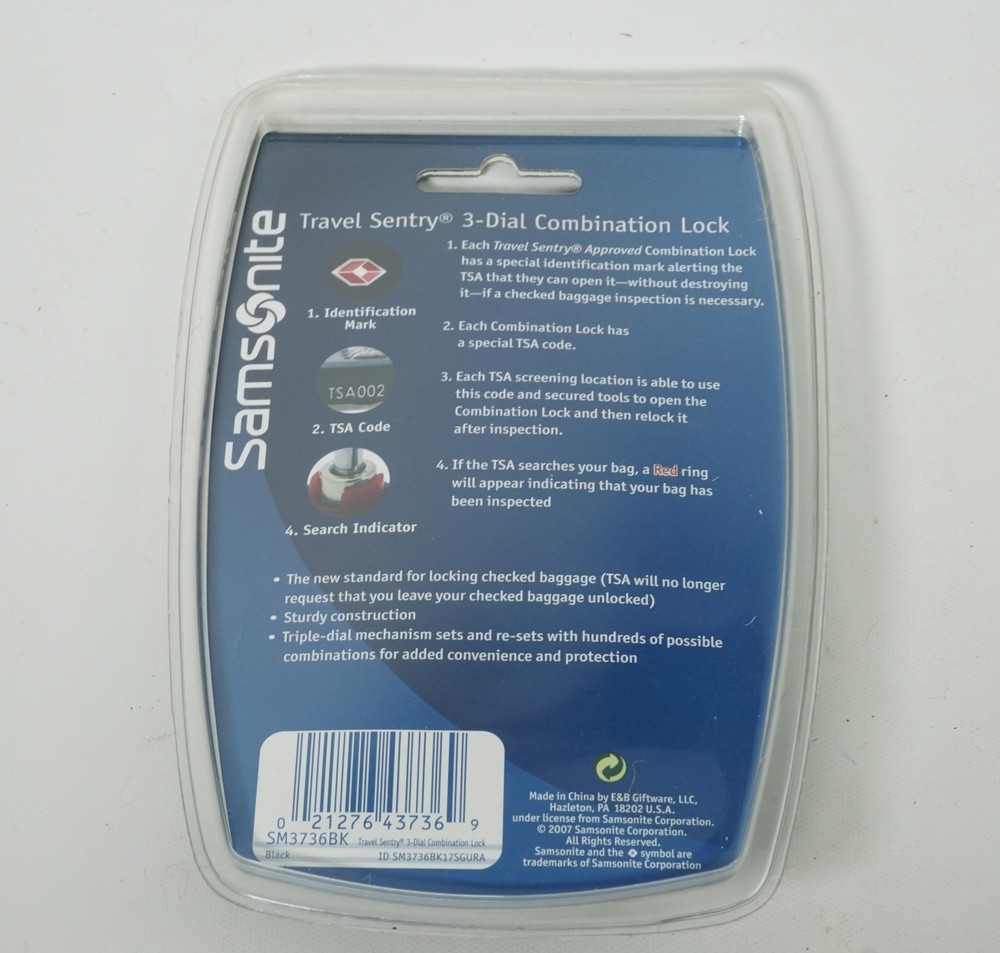 Samsonite
Travel Sentry® 3-Dial Combination Lock
1. Identification
Mark
TSA002
2. TSA Code
4. Search Indicator
1. Each Travel Sentry® Approved Combination Lock
has a special identification mark alerting the
TSA that they can open it—without destroying
it—if a checked baggage inspection is necessary.
2. Each Combination Lock has
a special TSA code.
3. Each TSA screening location is able to use
this code and secured tools to open the
Combination Lock and then relock it
after inspection.
4. If the TSA searches your bag, a Red ring
will appear indicating that your bag has
been inspected
• The new standard for locking checked baggage (TSA will no longer
request that you leave your checked baggage unlocked)
• Sturdy construction
• Triple-dial mechanism sets and re-sets with hundreds of possible
combinations for added convenience and protection
0 21276 43736 9
SM3736BK Travel Sentry® 3-Dial Combination Lock
Black ID SM3736BK17SGURA
Made in China by E&B Giftware, LLC,
Hazleton, PA 18202 U.S.A.
under license from Samsonite Corporation.
© 2007 Samsonite Corporation.
All Rights Reserved.
Samsonite and the symbol are
trademarks of Samsonite Corporation